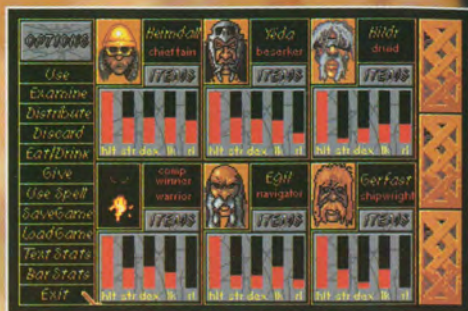 OPTIONS
Use
Examine
Distribute
Discard
Eat/Drink
Give
Use Spell
SaveGame
LoadGame
Text Stats
Bar Stats
Exit
Heimdall
chieftain
ITEMS
hlt str dex lk rl
Yeda
beserker
ITEMS
hlt str dex lk rl
Hildr
druid
ITEMS
hlt str dex lk rl
comp
winner
warrior
ITEMS
hlt str dex lk rl
Egil
navigator
ITEMS
hlt str dex lk rl
Gerfast
shipwright
ITEMS
hlt str dex lk rl